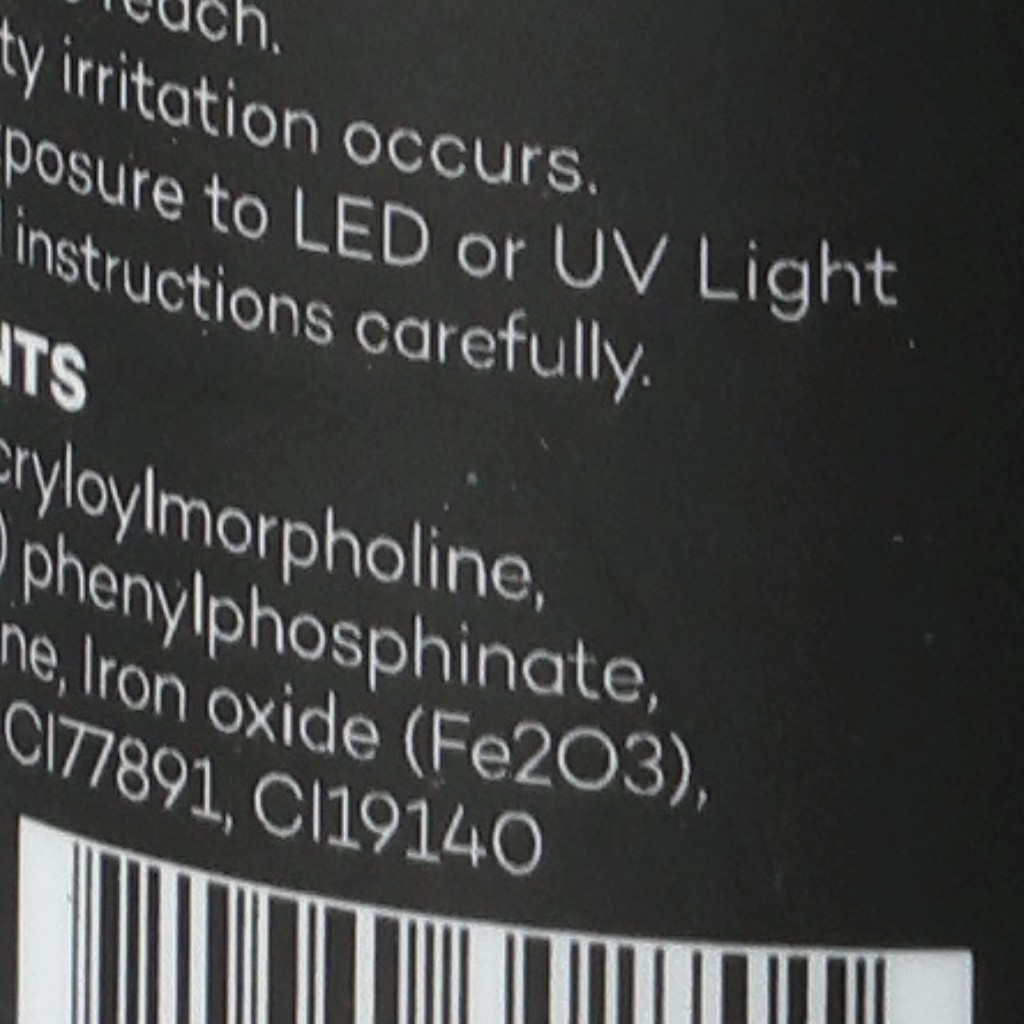 reach.
ty irritation occurs.
posure to LED or UV Light
instructions carefully.
NTS
cryloylmorpholine,
) phenylphosphinate,
ne, Iron oxide (Fe2O3),
CI77891, CI19140